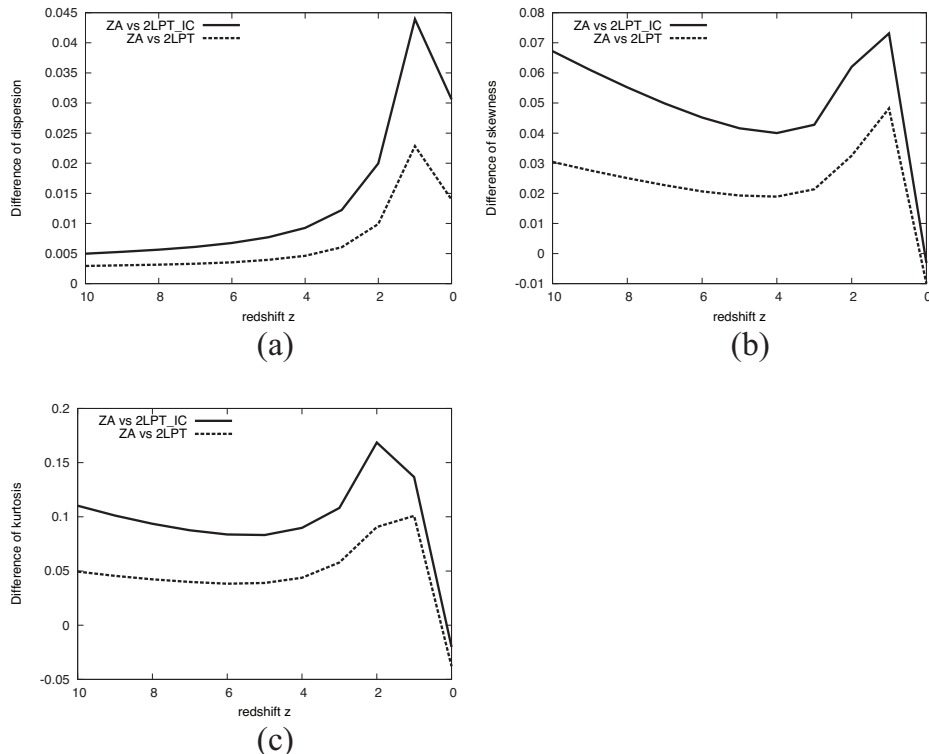 ZA vs 2LPT_IC
ZA vs 2LPT
Difference of dispersion
0.045
0.04
0.035
0.03
0.025
0.02
0.015
0.01
0.005
0
10 8 6 4 2 0
redshift z
(a)
ZA vs 2LPT_IC
ZA vs 2LPT
Difference of skewness
0.08
0.07
0.06
0.05
0.04
0.03
0.02
0.01
0
-0.01
10 8 6 4 2 0
redshift z
(b)
ZA vs 2LPT_IC
ZA vs 2LPT
Difference of kurtosis
0.2
0.15
0.1
0.05
0
-0.05
10 8 6 4 2 0
redshift z
(c)